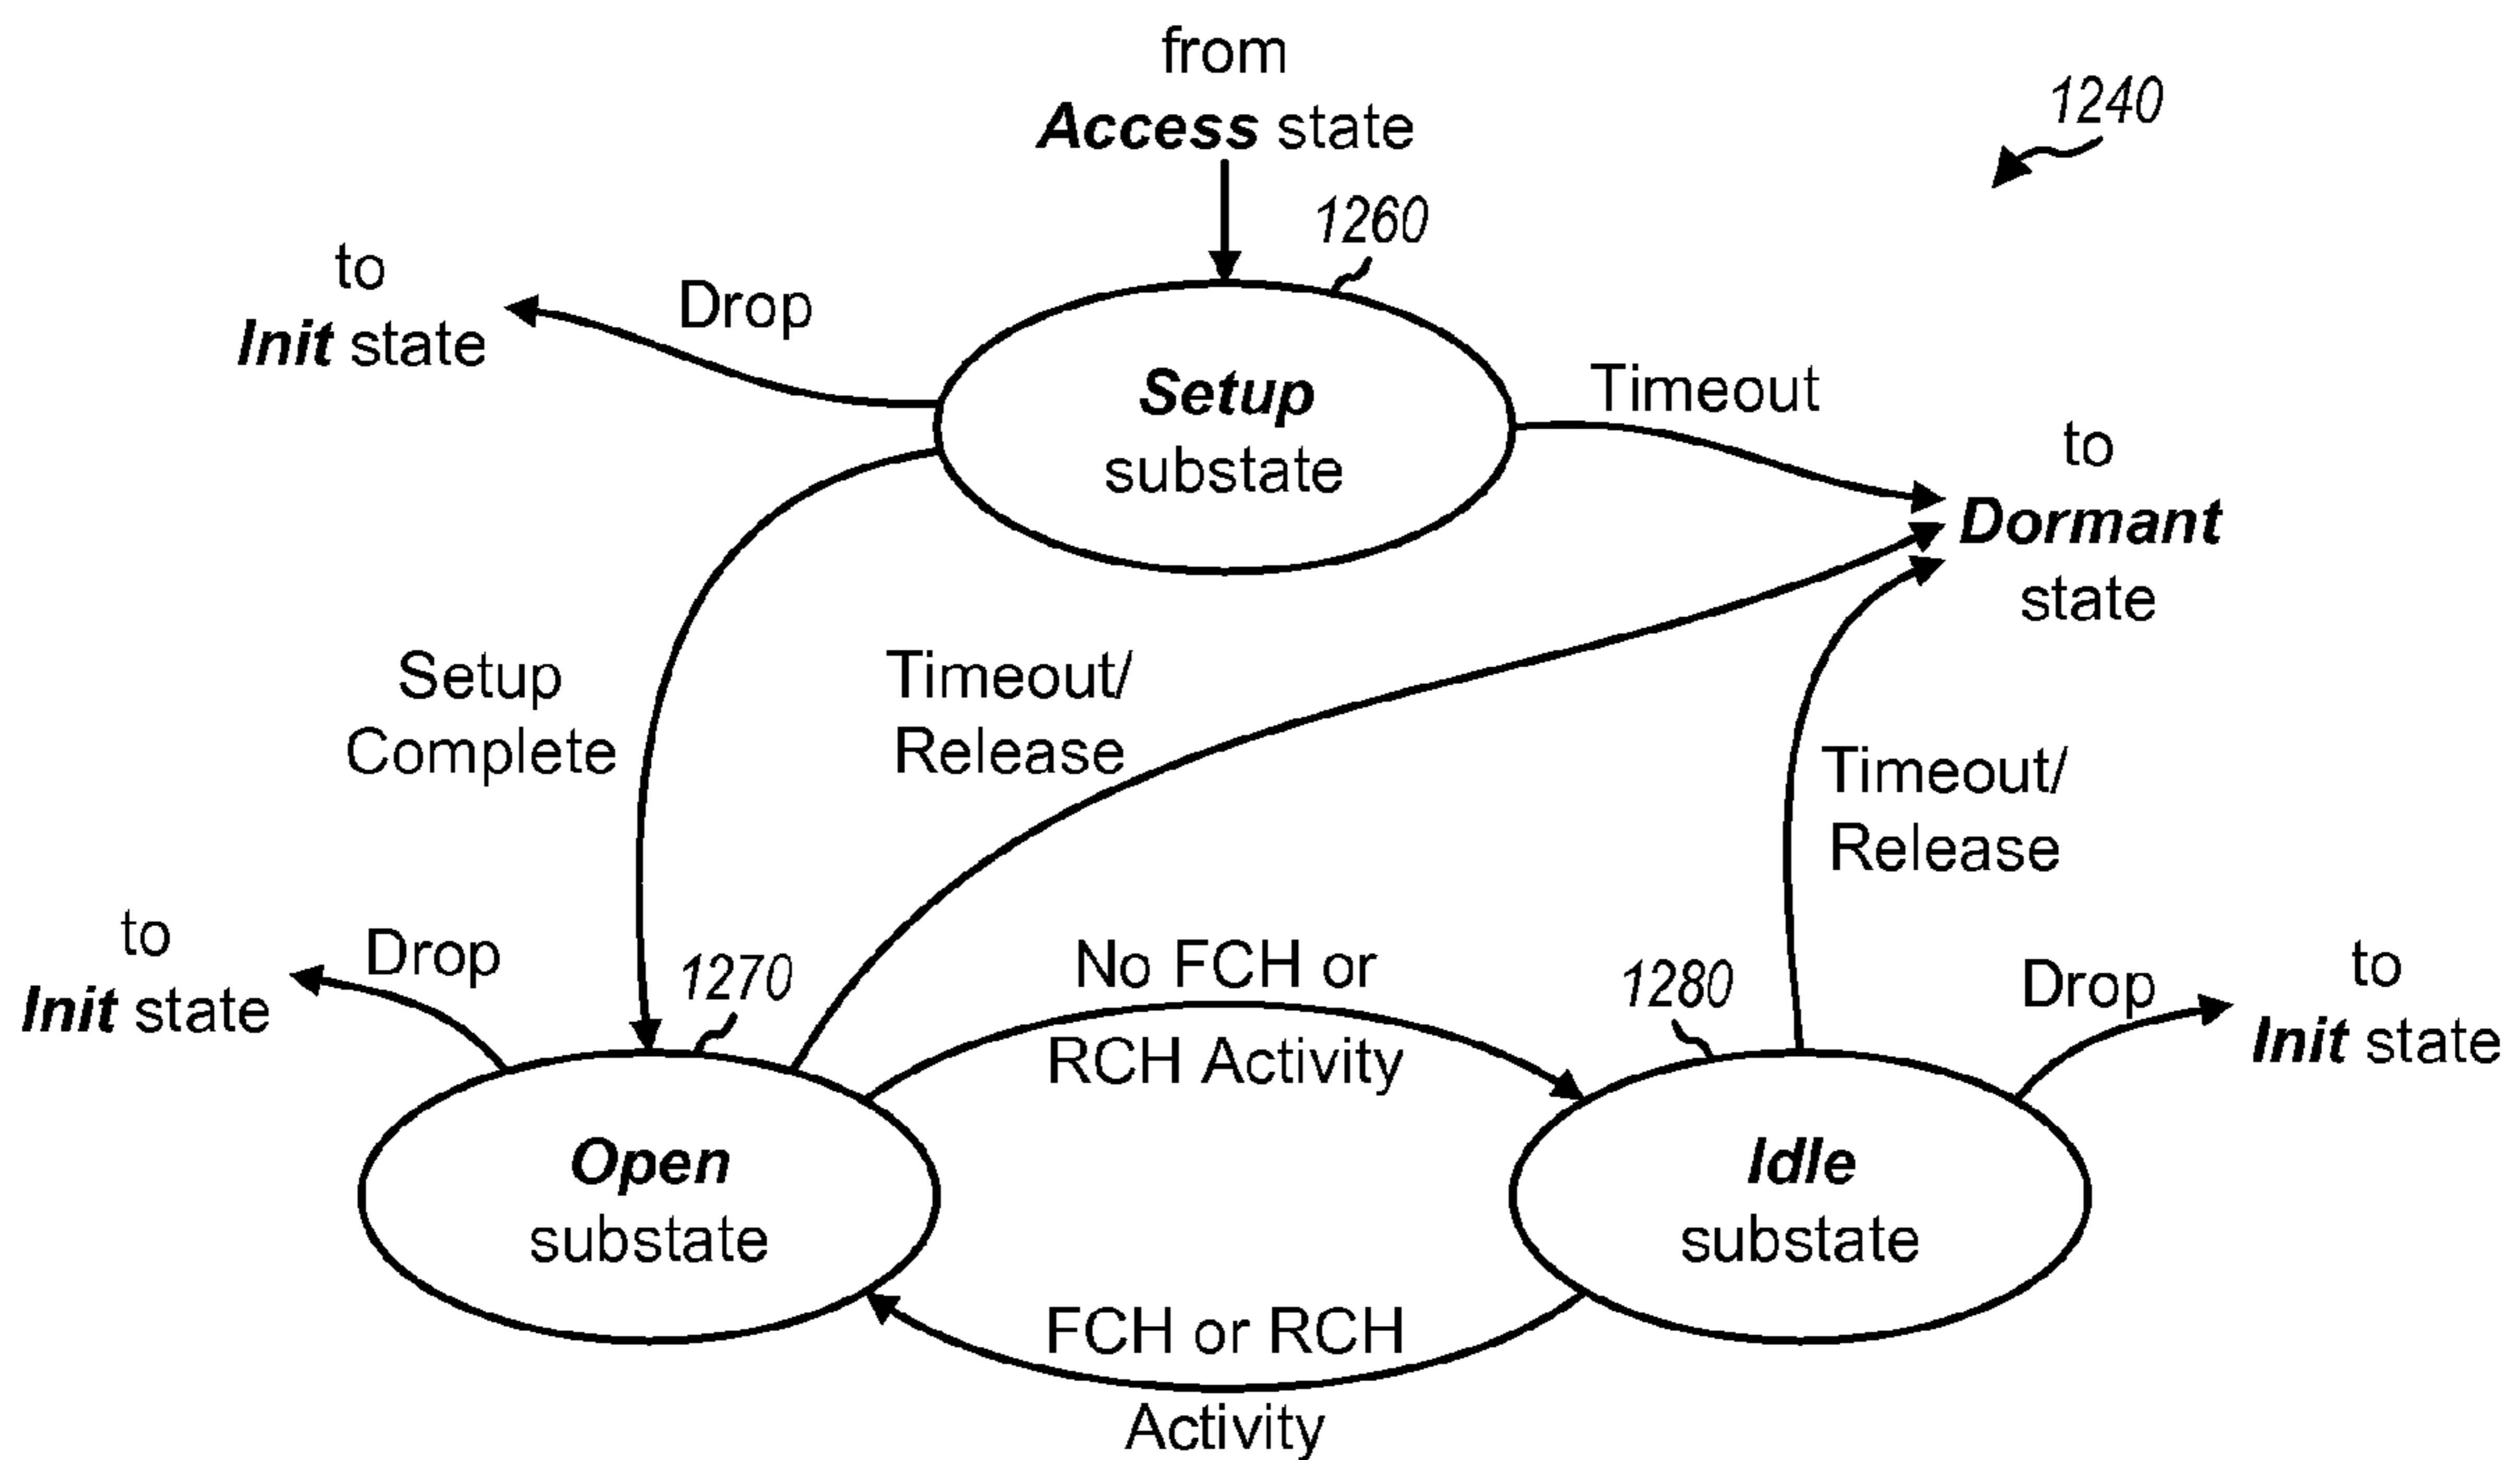 from
Access state
1240
1260
to
Init state
Drop
Setup
substate
Timeout
to
Dormant
state
Setup
Complete
Timeout/
Release
Timeout/
Release
to
Init state
Drop
1270
No FCH or
RCH Activity
1280
Drop
to
Init state
Open
substate
Idle
substate
FCH or RCH
Activity